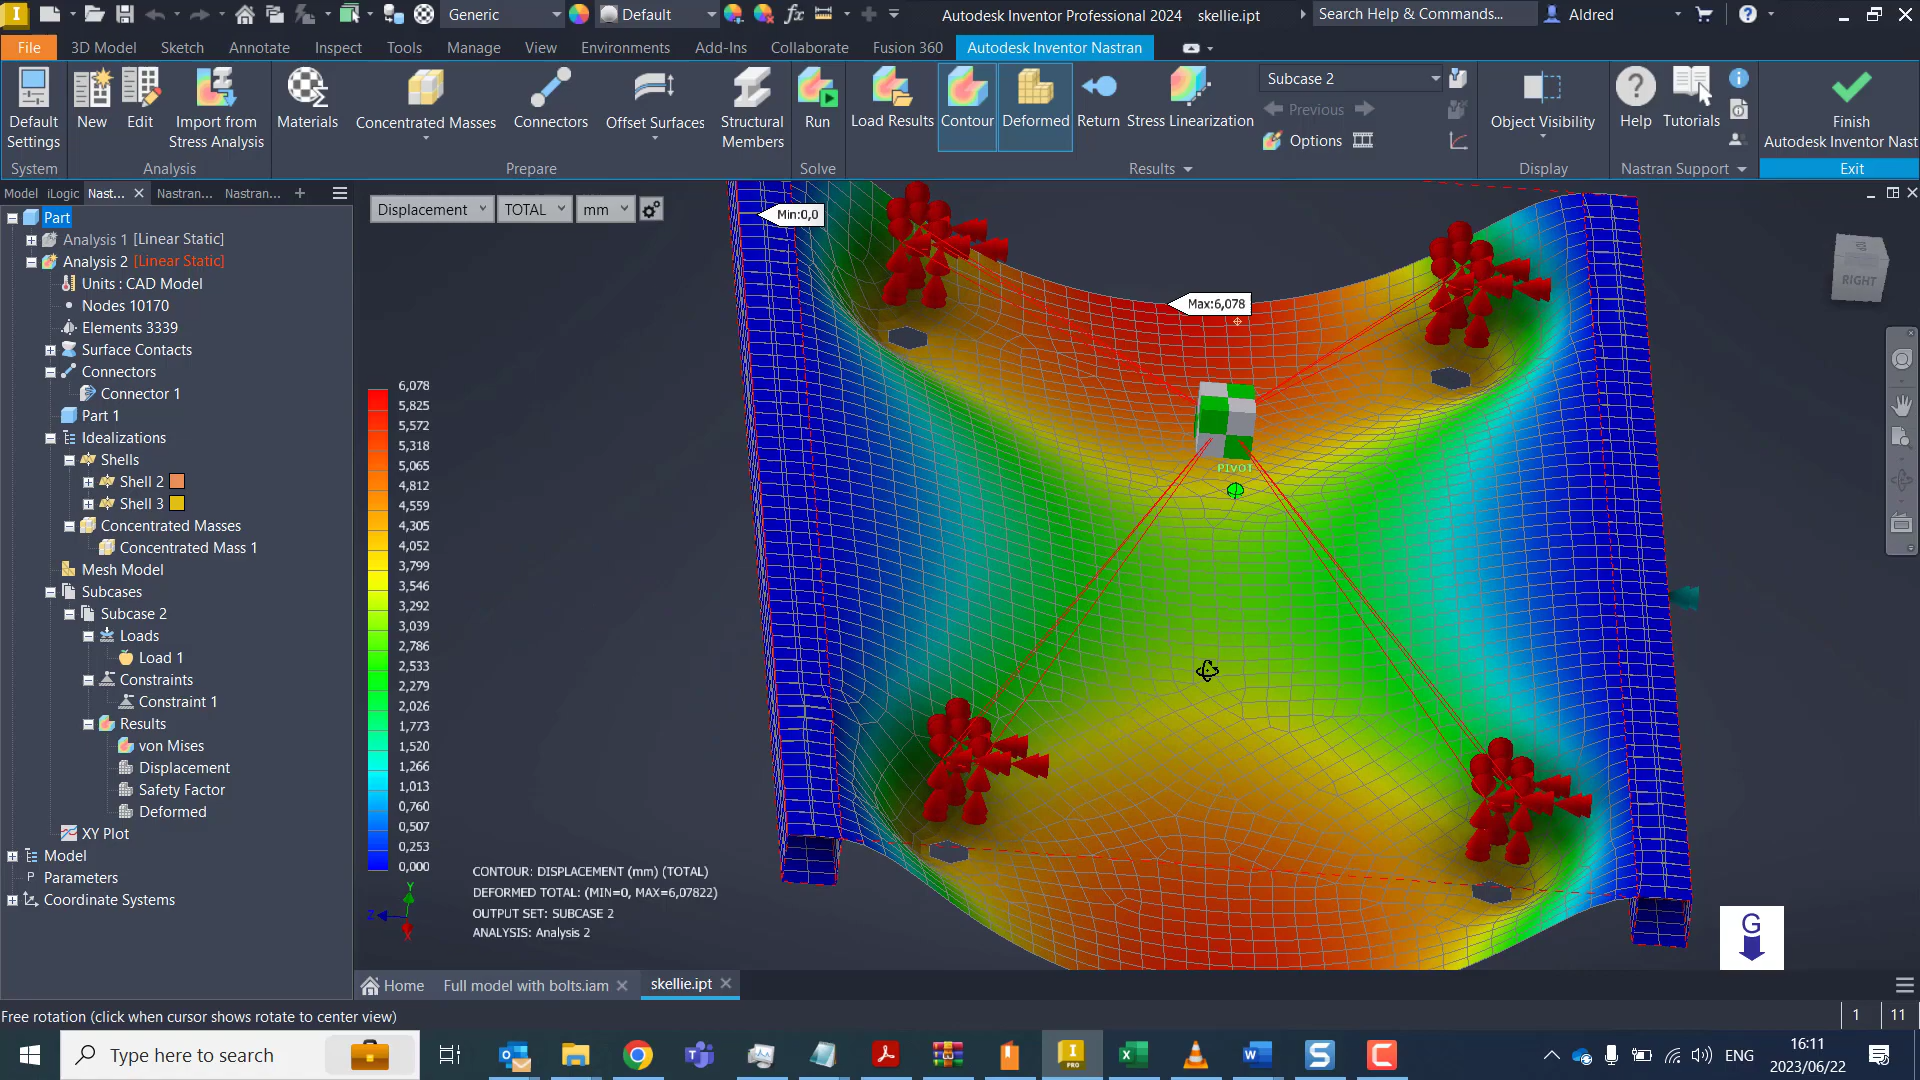 Generic
Default
Autodesk Inventor Professional 2024 skellie.ipt
Search Help & Commands...
Aldred
File
3D Model
Sketch
Annotate
Inspect
Tools
Manage
View
Environments
Add-Ins
Collaborate
Fusion 360
Autodesk Inventor Nastran
Default
Settings
New
Edit
Import from
Stress Analysis
Materials
Concentrated Masses
Connectors
Offset Surfaces
Structural
Members
Run
Load Results
Contour
Deformed
Return
Stress Linearization
Subcase 2
Previous
Options
Object Visibility
Help
Tutorials
Finish
Autodesk Inventor Nast
System
Analysis
Prepare
Solve
Results
Display
Nastran Support
Exit
Model
iLogic
Nast...
Nastran...
Nastran...
Part
Analysis 1 [Linear Static]
Analysis 2 [Linear Static]
Units : CAD Model
Nodes 10170
Elements 3339
Surface Contacts
Connectors
Connector 1
Part 1
Idealizations
Shells
Shell 2
Shell 3
Concentrated Masses
Concentrated Mass 1
Mesh Model
Subcases
Subcase 2
Loads
Load 1
Constraints
Constraint 1
Results
von Mises
Displacement
Safety Factor
Deformed
XY Plot
Model
Parameters
Coordinate Systems
Displacement
TOTAL
mm
Min:0,0
Max:6,078
PIVOT
RIGHT
6,078
5,825
5,572
5,318
5,065
4,812
4,559
4,305
4,052
3,799
3,546
3,292
3,039
2,786
2,533
2,279
2,026
1,773
1,520
1,266
1,013
0,760
0,507
0,253
0,000
Y
Z
X
CONTOUR: DISPLACEMENT (mm) (TOTAL)
DEFORMED TOTAL: (MIN=0, MAX=6,07822)
OUTPUT SET: SUBCASE 2
ANALYSIS: Analysis 2
G
Home
Full model with bolts.iam
skellie.ipt
Free rotation (click when cursor shows rotate to center view)
1
11
Type here to search
ENG
16:11
2023/06/22